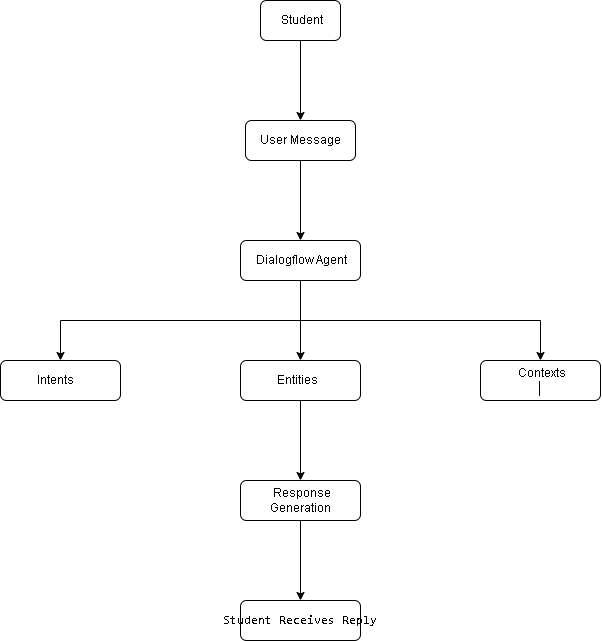 Student
User Message
Dialogflow Agent
Intents
Entities
Contexts
|
Response
Generation
Student Receives Reply